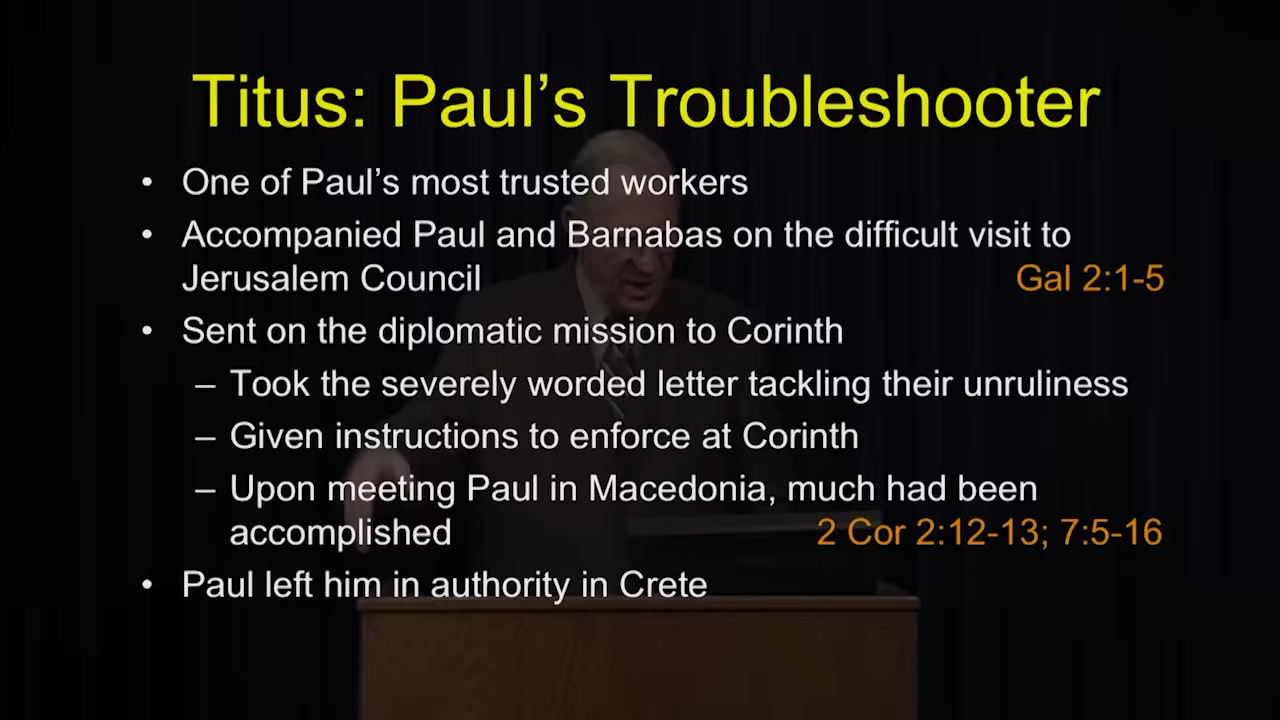 Titus: Paul’s Troubleshooter
• One of Paul’s most trusted workers
• Accompanied Paul and Barnabas on the difficult visit to
Jerusalem Council Gal 2:1-5
• Sent on the diplomatic mission to Corinth
– Took the severely worded letter tackling their unruliness
– Given instructions to enforce at Corinth
– Upon meeting Paul in Macedonia, much had been
accomplished 2 Cor 2:12-13; 7:5-16
• Paul left him in authority in Crete